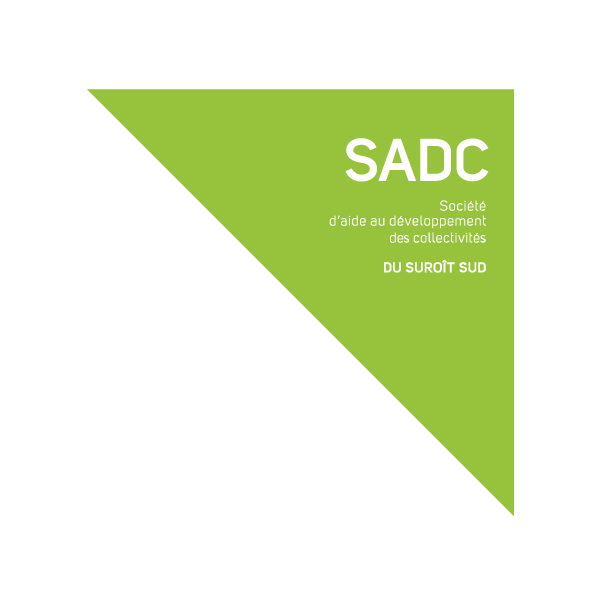 SADC
Société
d'aide au développement
des collectivités
DU SUROÎT SUD